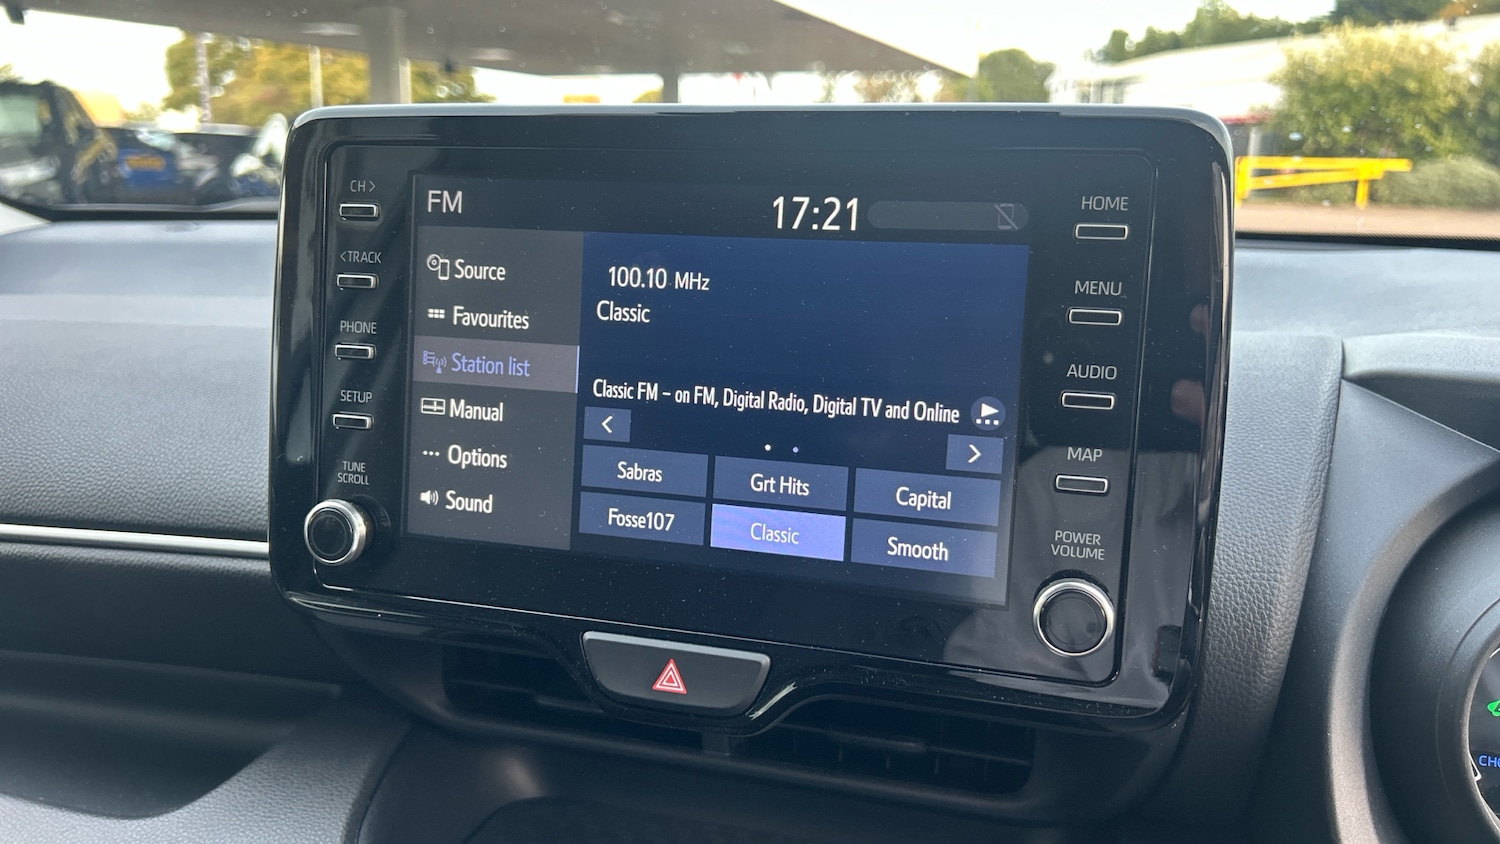 CH >
< TRACK
PHONE
SETUP
TUNE
SCROLL
FM
17:21
Source
Favourites
Station list
Manual
Options
Sound
100.10 MHz
Classic
Classic FM – on FM, Digital Radio, Digital TV and Online
Sabras
Grt Hits
Capital
Fosse107
Classic
Smooth
HOME
MENU
AUDIO
MAP
POWER
VOLUME